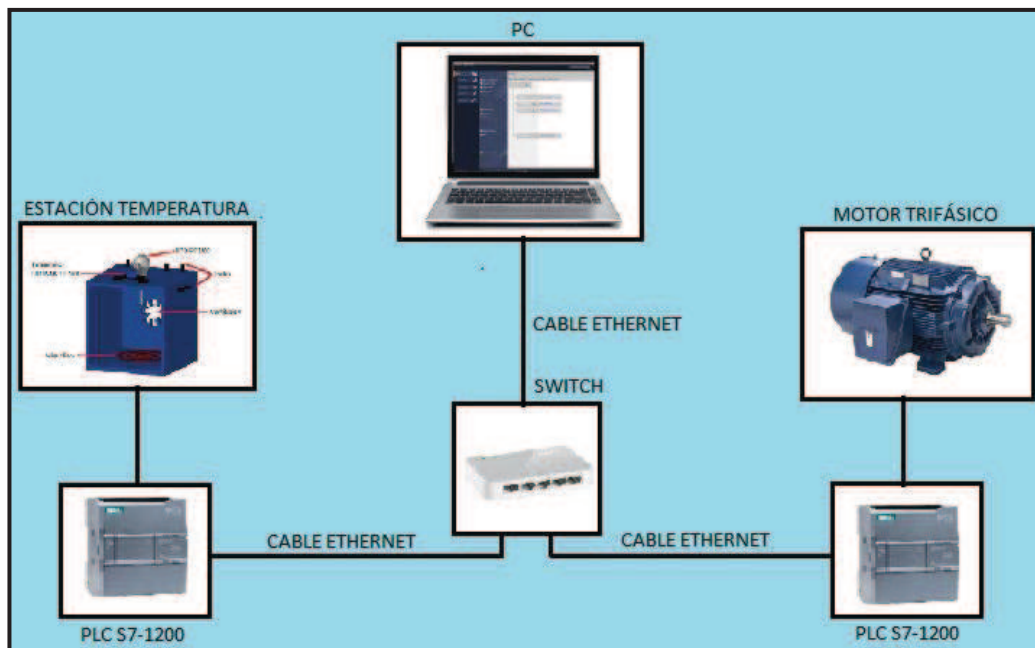 PC
ESTACIÓN TEMPERATURA
MOTOR TRIFÁSICO
CABLE ETHERNET
SWITCH
CABLE ETHERNET
CABLE ETHERNET
PLC S7-1200
PLC S7-1200